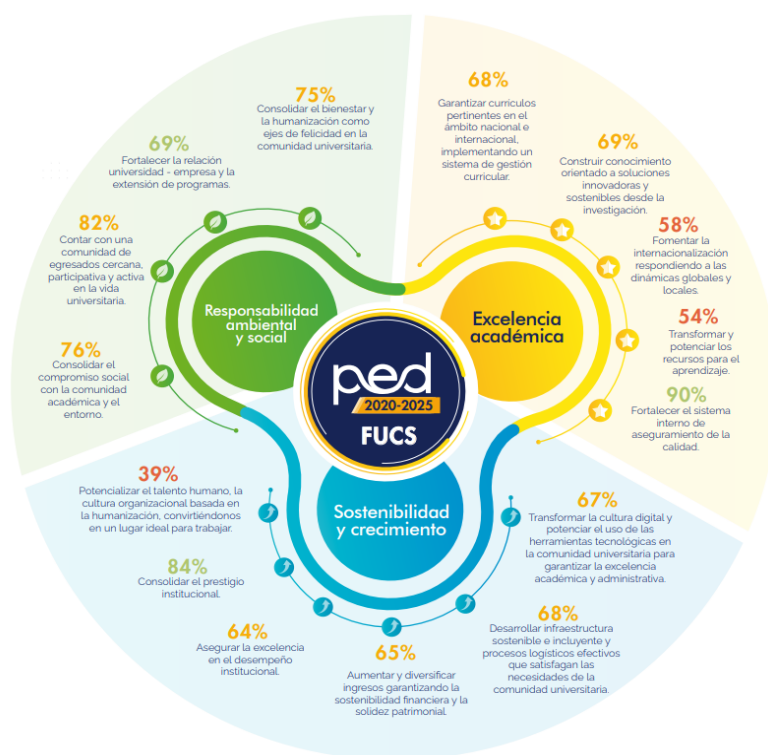 75%
Consolidar el bienestar y
la humanización como
ejes de felicidad en la
comunidad universitaria.
69%
Fortalecer la relación
universidad - empresa y la
extensión de programas.
82%
Contar con una
comunidad de
egresados cercana,
participativa y activa
en la vida
universitaria.
76%
Consolidar el
compromiso social
con la comunidad
académica y el
entorno.
Responsabilidad
ambiental
y social
68%
Garantizar currículos
pertinentes en el
ámbito nacional e
internacional,
implementando un
sistema de gestión
curricular.
69%
Construir conocimiento
orientado a soluciones
innovadoras y
sostenibles desde la
investigación.
58%
Fomentar la
internacionalización
respondiendo a las
dinámicas globales y
locales.
54%
Transformar y
potenciar los
recursos para el
aprendizaje.
90%
Fortalecer el sistema
interno de
aseguramiento de la
calidad.
Excelencia
académica
ped
2020-2025
FUCS
39%
Potencializar el talento humano, la
cultura organizacional basada en
la humanización, convirtiéndonos
en un lugar ideal para trabajar.
84%
Consolidar el prestigio
institucional.
64%
Asegurar la excelencia
en el desempeño
institucional.
65%
Aumentar y diversificar
ingresos garantizando la
sostenibilidad financiera y la
solidez patrimonial.
68%
Desarrollar infraestructura
sostenible e incluyente y
procesos logísticos efectivos
que satisfagan las
necesidades de la
comunidad universitaria.
67%
Transformar la cultura digital y
potenciar el uso de las
herramientas tecnológicas en
la comunidad universitaria para
garantizar la excelencia
académica y administrativa.
Sostenibilidad
y crecimiento